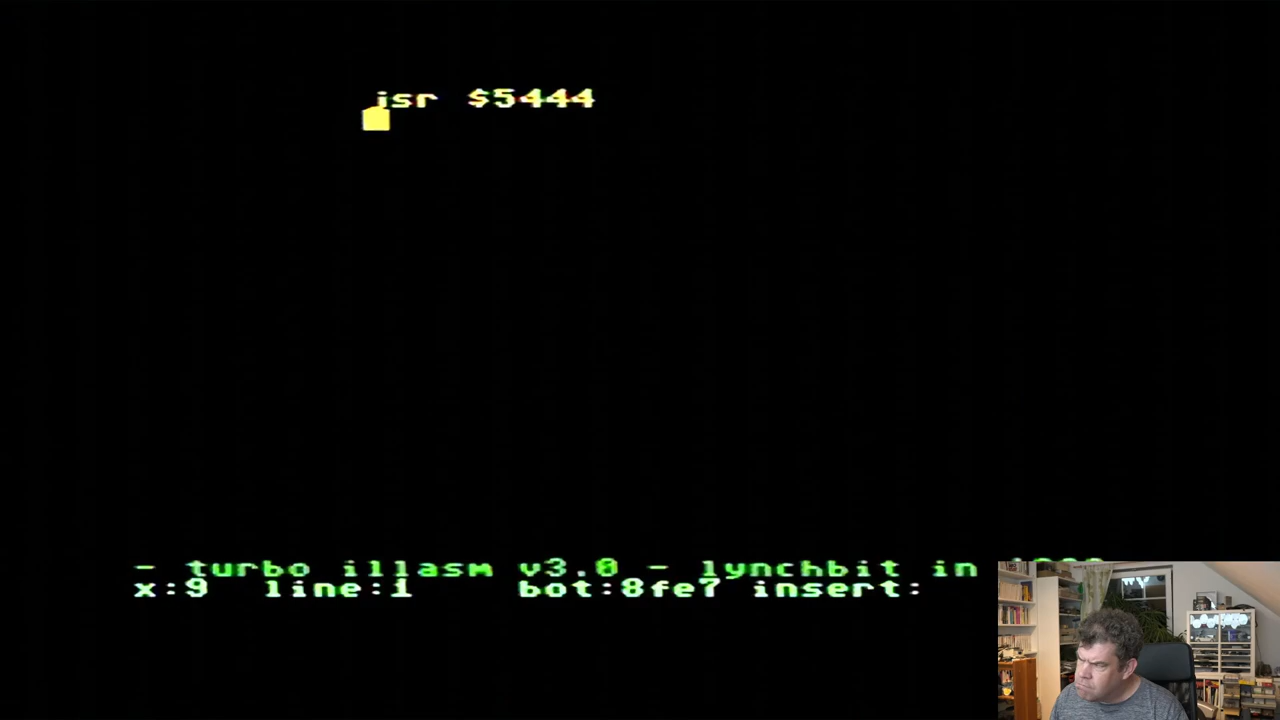 jsr $5444
- turbo illasm v3.0 - lynchbit in
x:9 line:1 bot:8fe7 insert: